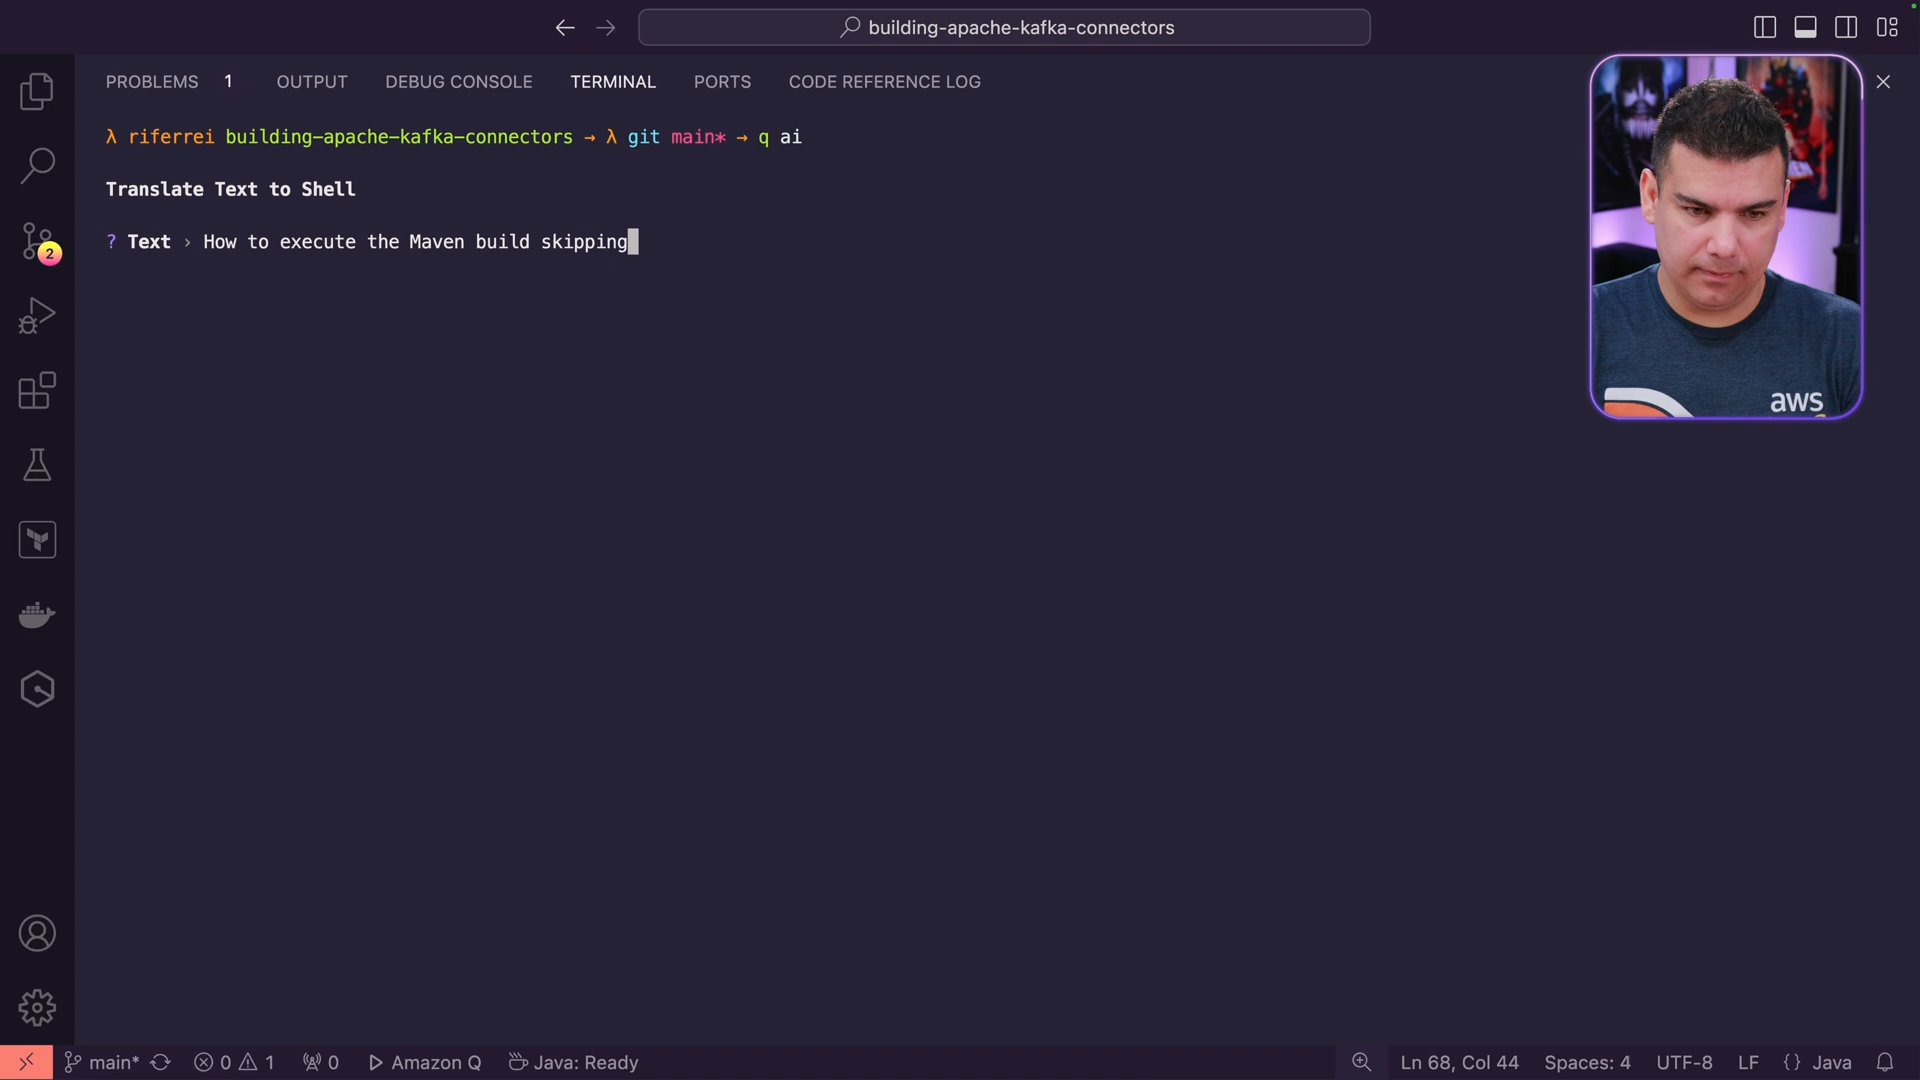 building-apache-kafka-connectors
PROBLEMS 1 OUTPUT DEBUG CONSOLE TERMINAL PORTS CODE REFERENCE LOG
λ riferrei building-apache-kafka-connectors → λ git main* → q ai
Translate Text to Shell
? Text › How to execute the Maven build skipping
aws
2
main* 0 1 0 Amazon Q Java: Ready Ln 68, Col 44 Spaces: 4 UTF-8 LF {} Java